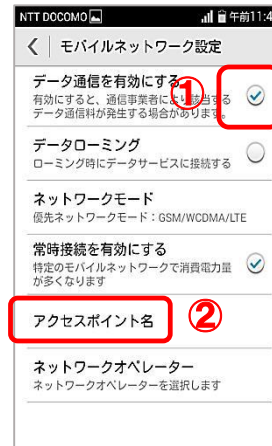 NTT DOCOMO 午前11:4
モバイルネットワーク設定
データ通信を有効にする
①
有効にすると、通信事業者により該当する
データ通信料が発生する場合があります。
データローミング
ローミング時にデータサービスに接続する
ネットワークモード
優先ネットワークモード：GSM/WCDMA/LTE
常時接続を有効にする
特定のモバイルネットワークで消費電力量
が多くなります
アクセスポイント名
②
ネットワークオペレーター
ネットワークオペレーターを選択します